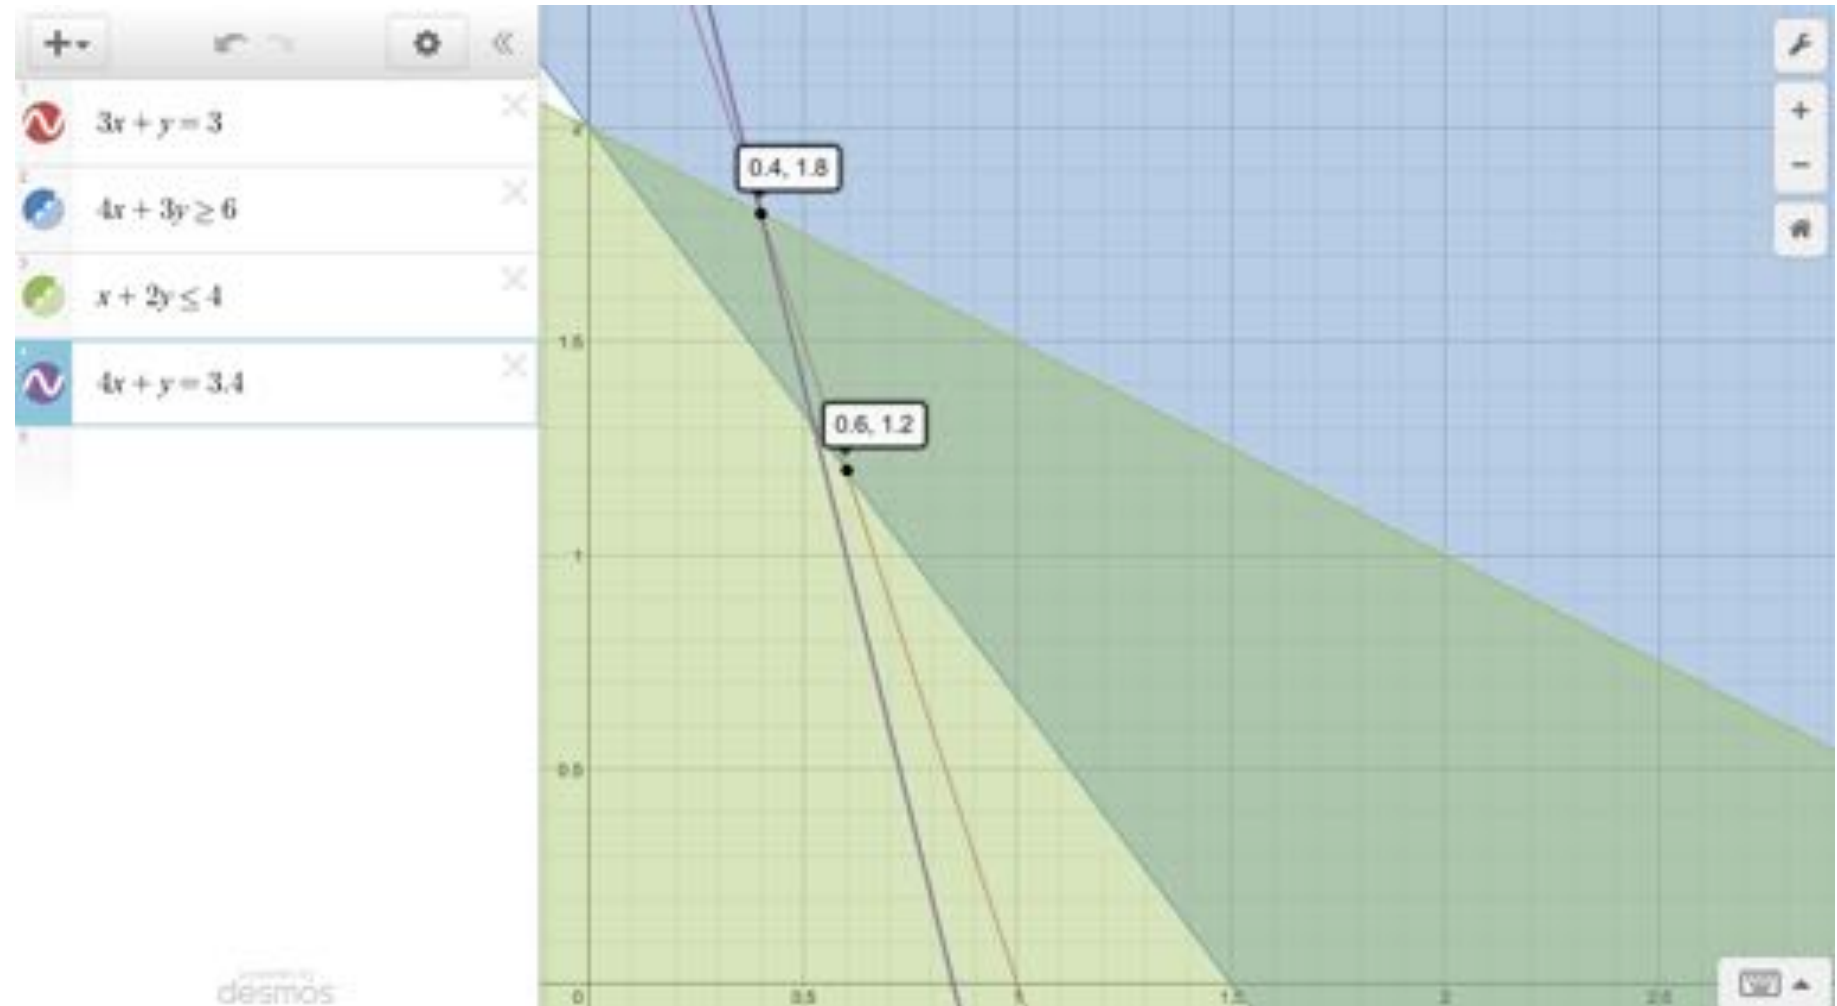 3x + y = 3
4x + 3y ≥ 6
x + 2y ≤ 4
4x + y = 3.4
desmos
2
0.4, 1.8
1.5
0.6, 1.2
1
0.5
0
0.5
1
1.5
2
2.5